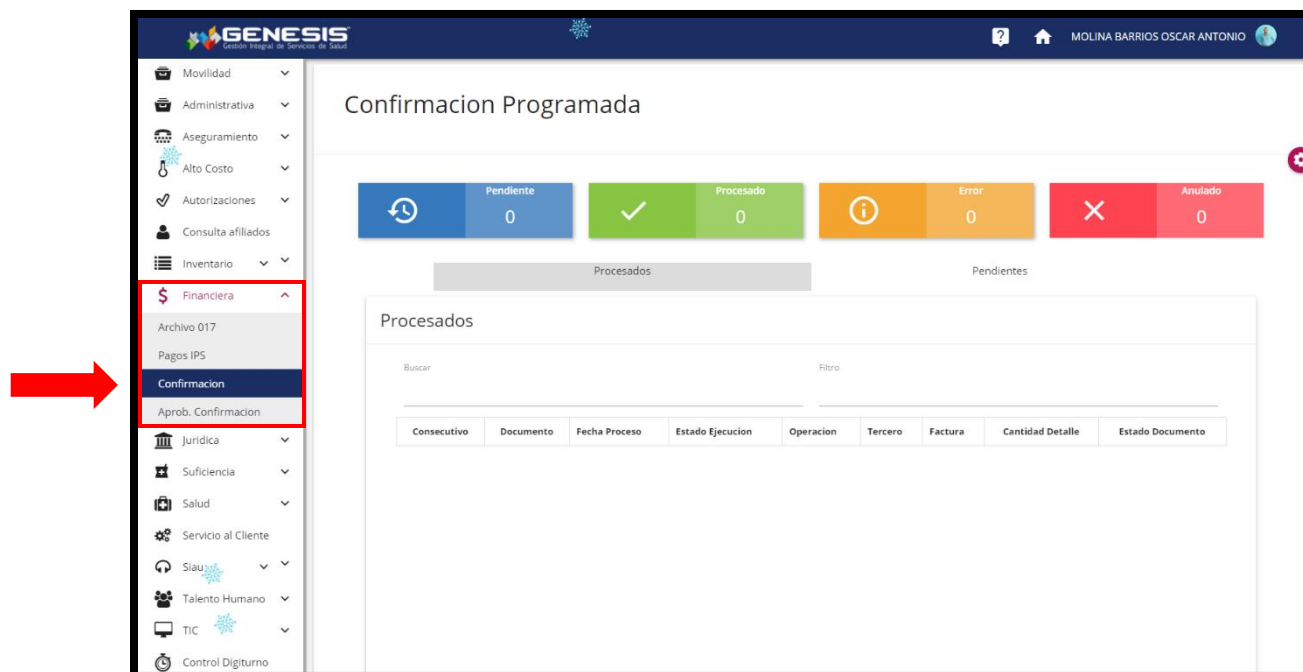 GENESIS
Gestión Integral de Servicios de Salud
MOLINA BARRIOS OSCAR ANTONIO
Movilidad
Administrativa
Aseguramiento
Alto Costo
Autorizaciones
Consulta afiliados
Inventario
Financiera
Archivo 017
Pagos IPS
Confirmacion
Aprob. Confirmacion
Juridica
Suficiencia
Salud
Servicio al Cliente
Siau
Talento Humano
TIC
Control Digiturno
Confirmacion Programada
Pendiente
0
Procesado
0
Error
0
Anulado
0
Procesados
Pendientes
Procesados
Buscar
Filtro
Consecutivo Documento Fecha Proceso Estado Ejecucion Operacion Tercero Factura Cantidad Detalle Estado Documento